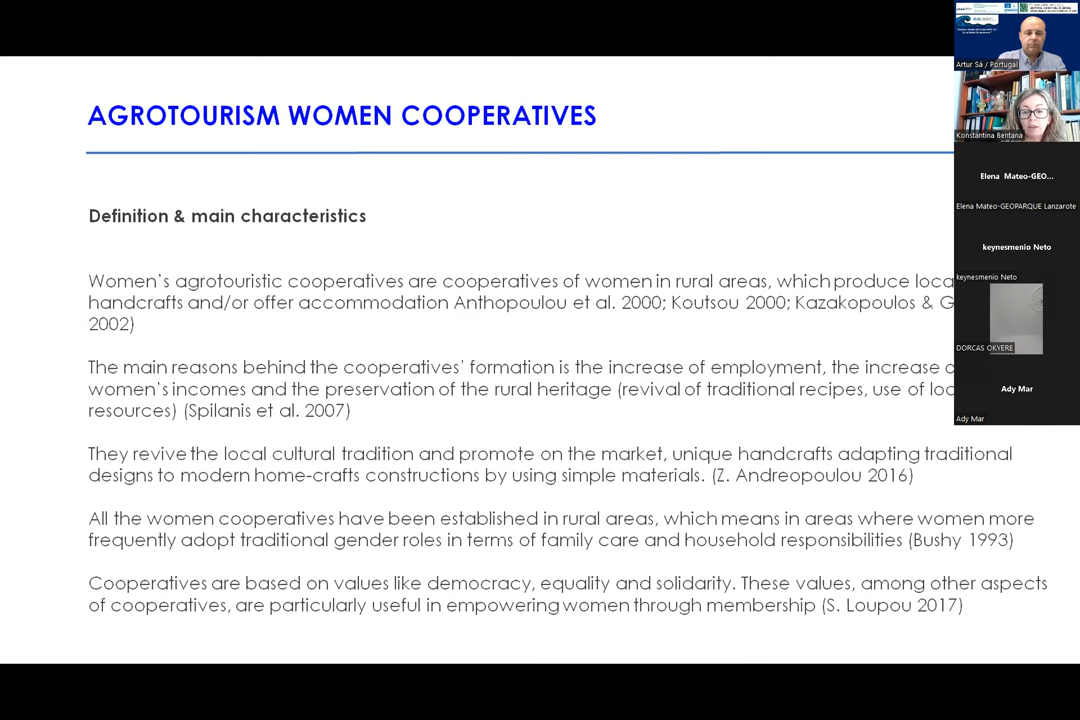 AGROTOURISM WOMEN COOPERATIVES
Definition & main characteristics
Women's agrotouristic cooperatives are cooperatives of women in rural areas, which produce loca
handcrafts and/or offer accommodation Anthopoulou et al. 2000; Koutsou 2000; Kazakopoulos & G
2002)
The main reasons behind the cooperatives' formation is the increase of employment, the increase o
women's incomes and the preservation of the rural heritage (revival of traditional recipes, use of loc
resources) (Spilanis et al. 2007)
They revive the local cultural tradition and promote on the market, unique handcrafts adapting traditional
designs to modern home-crafts constructions by using simple materials. (Z. Andreopoulou 2016)
All the women cooperatives have been established in rural areas, which means in areas where women more
frequently adopt traditional gender roles in terms of family care and household responsibilities (Bushy 1993)
Cooperatives are based on values like democracy, equality and solidarity. These values, among other aspects
of cooperatives, are particularly useful in empowering women through membership (S. Loupou 2017)
Artur Sá / Portugal
Konstantina Bentana
Elena Mateo-GEO...
Elena Mateo-GEOPARQUE Lanzarote
keynesmenio Neto
keynesmenio Neto
DORCAS OKYERE
Ady Mar
Ady Mar